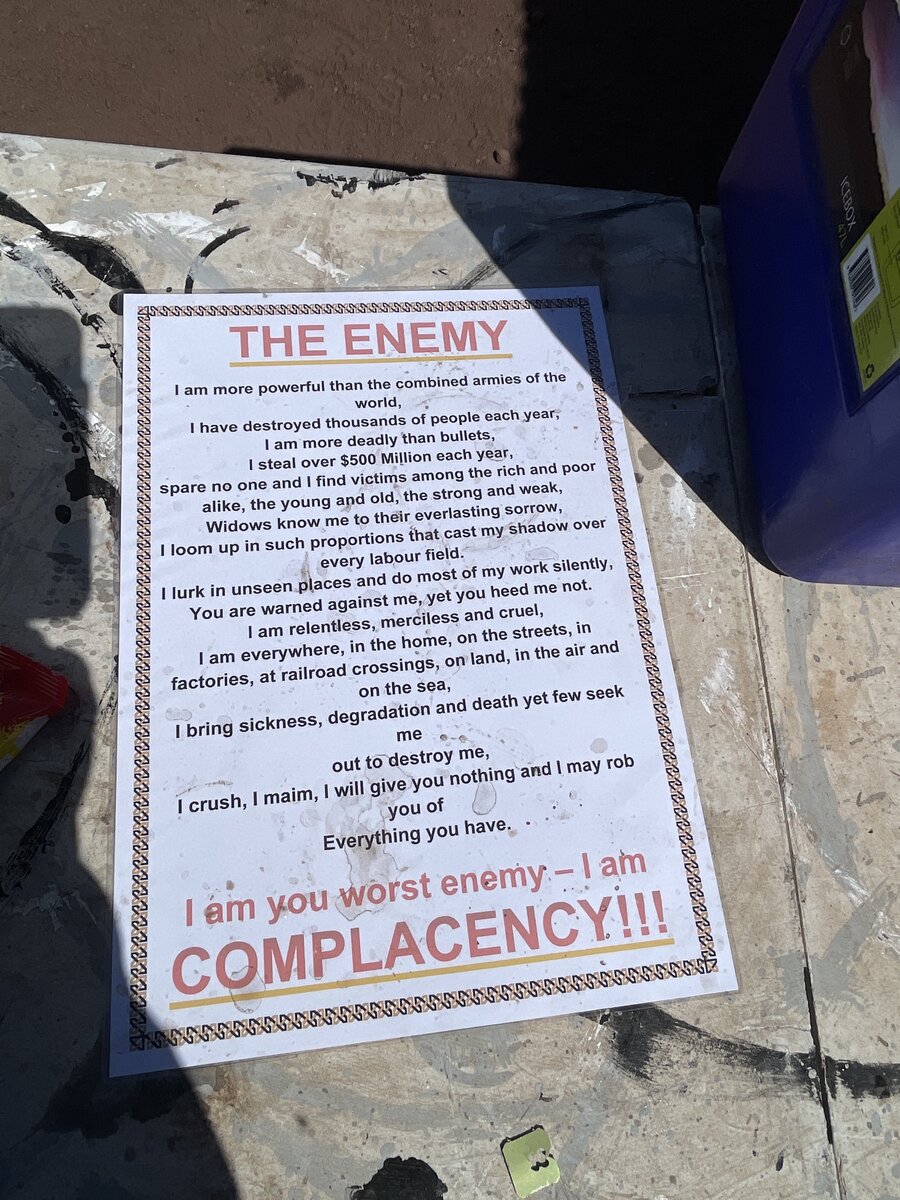 THE ENEMY
I am more powerful than the combined armies of the
world,
I have destroyed thousands of people each year,
I am more deadly than bullets,
I steal over $500 Million each year,
spare no one and I find victims among the rich and poor
alike, the young and old, the strong and weak,
Widows know me to their everlasting sorrow,
I loom up in such proportions that cast my shadow over
every labour field.
I lurk in unseen places and do most of my work silently,
You are warned against me, yet you heed me not.
I am relentless, merciless and cruel,
I am everywhere, in the home, on the streets, in
factories, at railroad crossings, on land, in the air and
on the sea,
I bring sickness, degradation and death yet few seek
me
out to destroy me,
I crush, I maim, I will give you nothing and I may rob
you of
Everything you have.
I am you worst enemy – I am
COMPLACENCY!!!
ICEBOX
47L